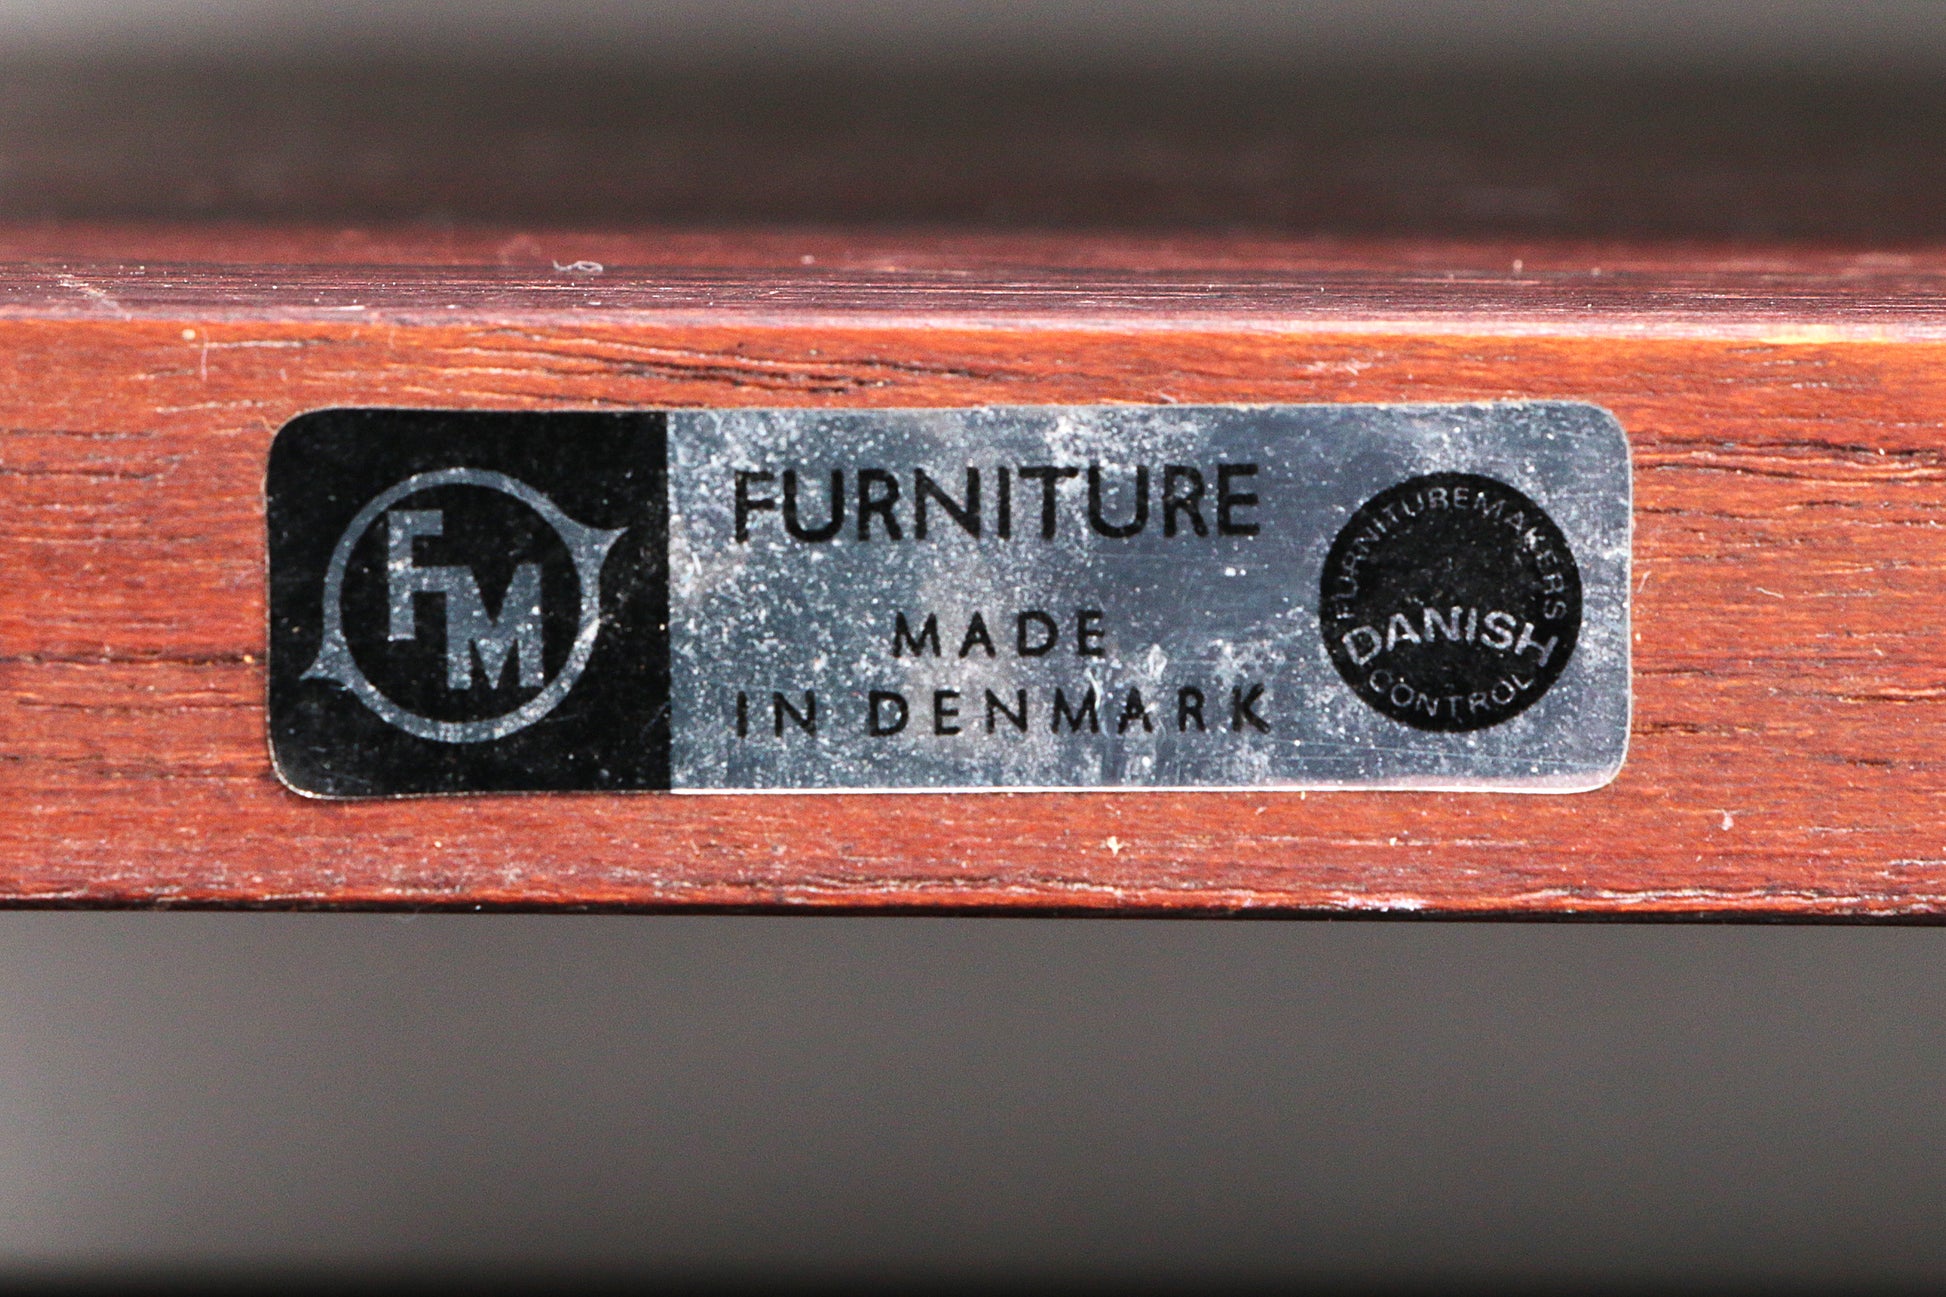 FM
FURNITURE
MADE
IN DENMARK
FURNITUREMAKERS
DANISH
CONTROL